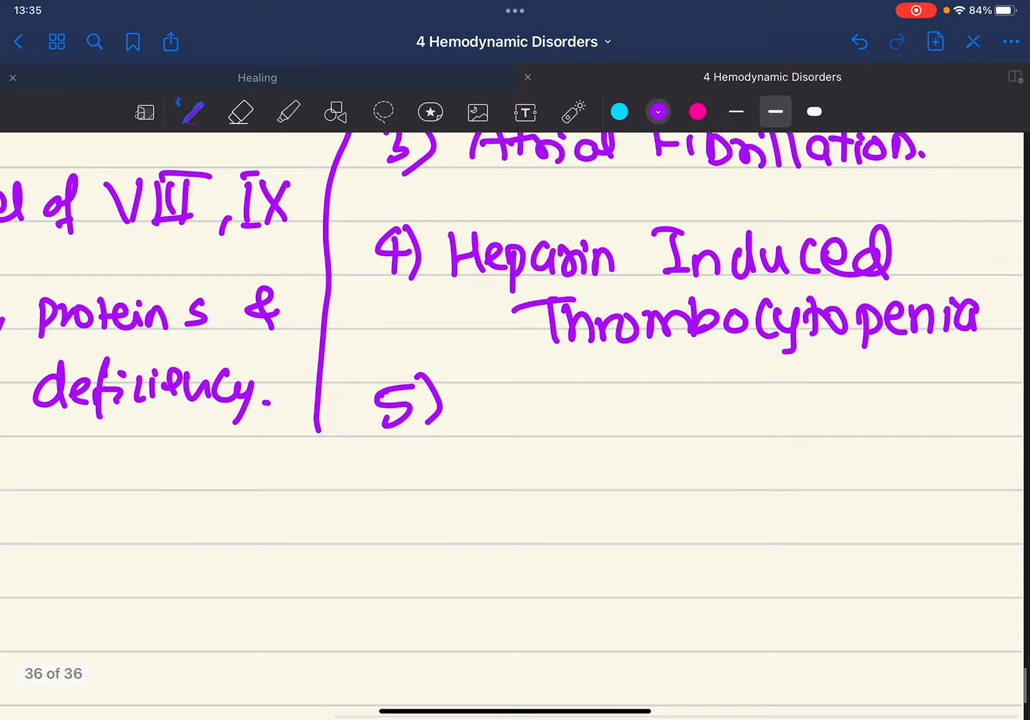 13:35
84%
4 Hemodynamic Disorders
Healing
4 Hemodynamic Disorders
T
3) Atrial Fibrillation.
of VIII, IX
4) Heparin Induced
Thrombocytopenia
proteins &
deficiency.
5)
36 of 36